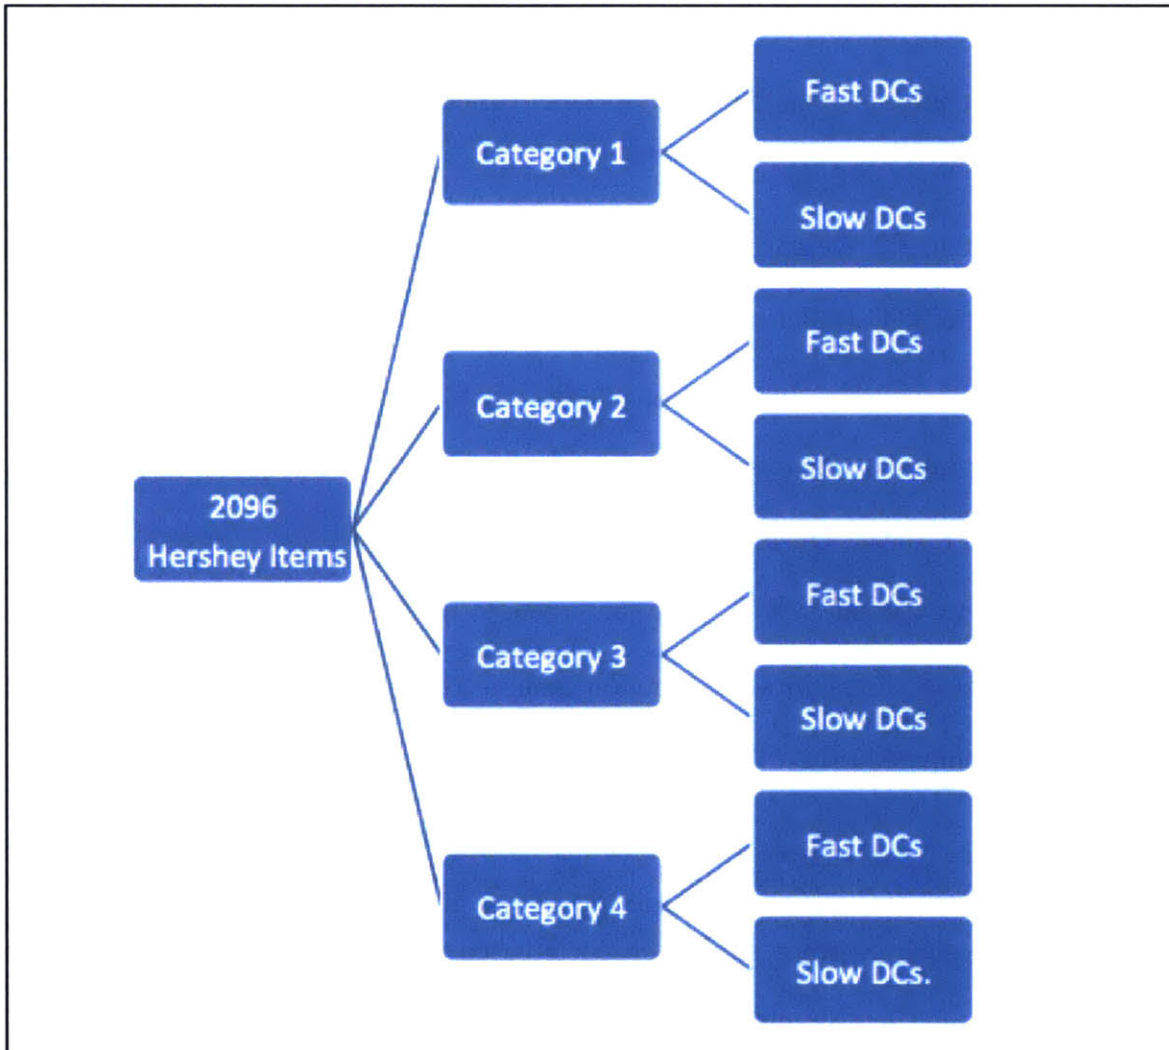 2096
Hershey Items
Category 1
Fast DCs
Slow DCs
Category 2
Fast DCs
Slow DCs
Category 3
Fast DCs
Slow DCs
Category 4
Fast DCs
Slow DCs.